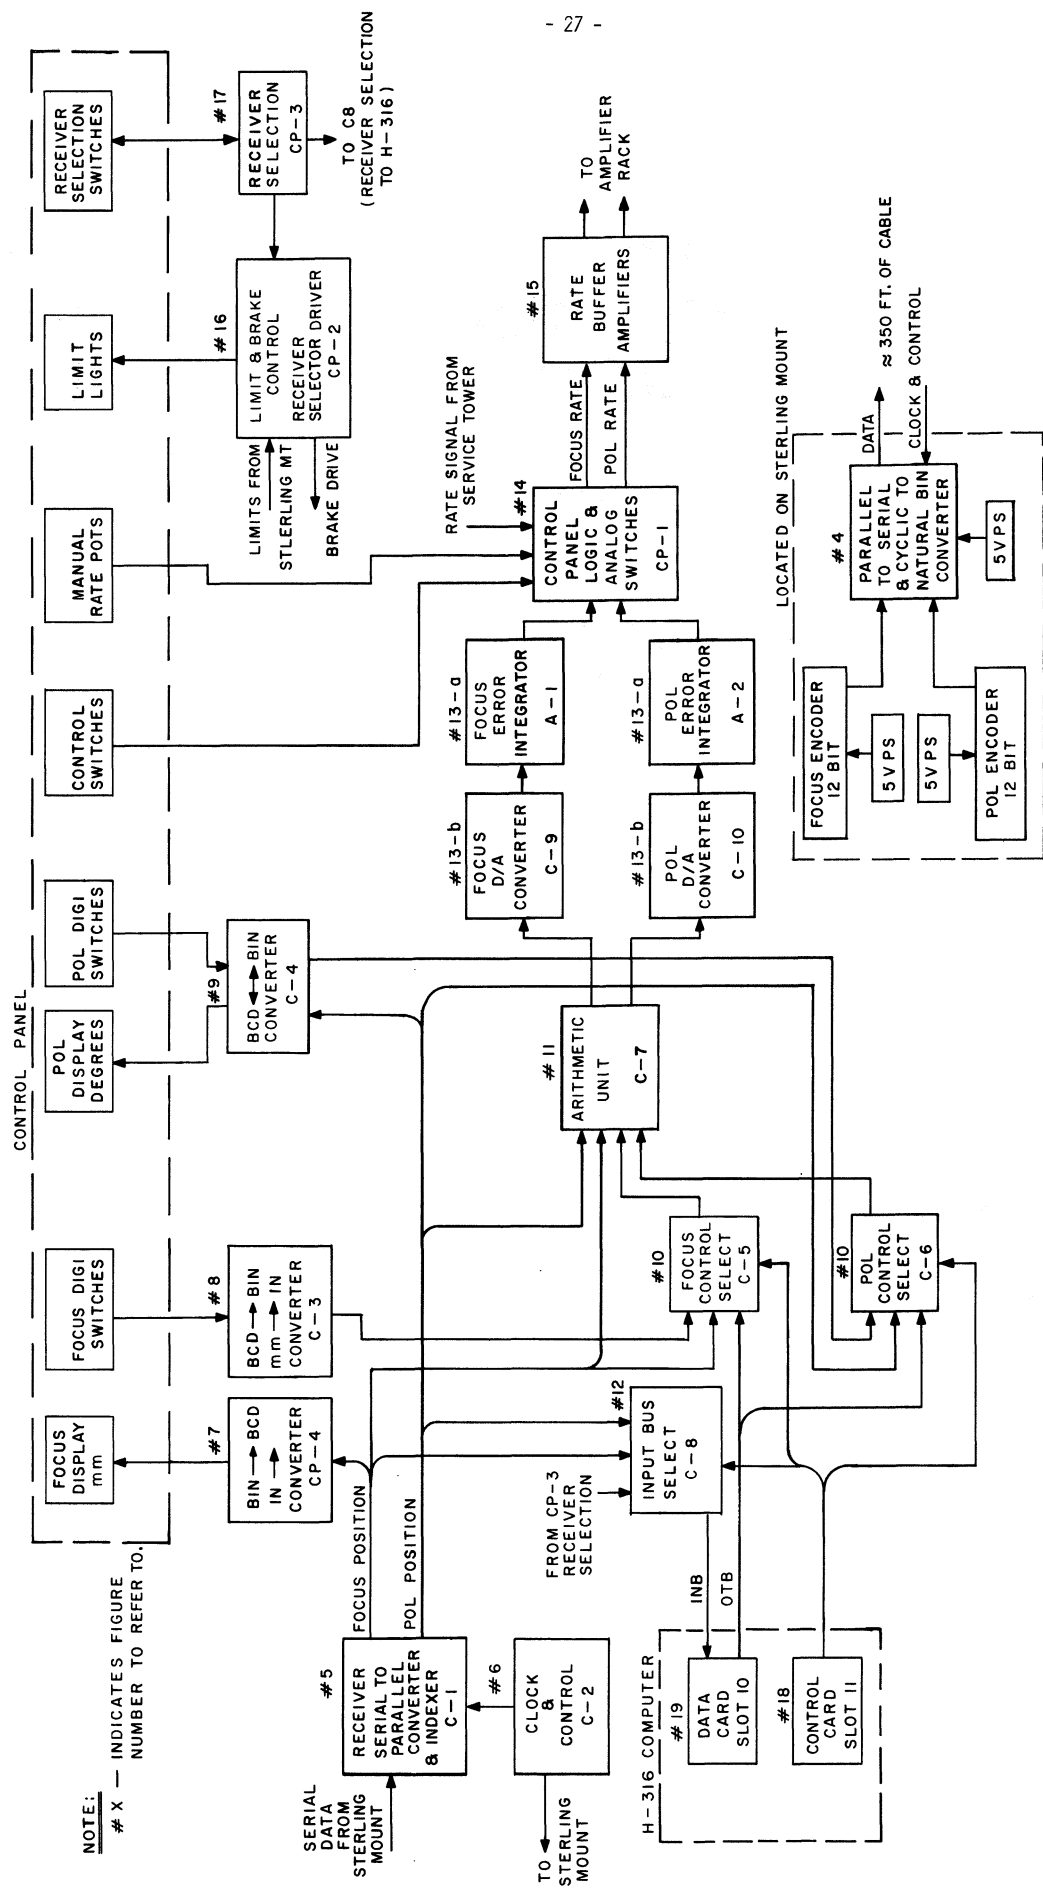 - 27 -
NOTE:
# X — INDICATES FIGURE
NUMBER TO REFER TO.
CONTROL PANEL
FOCUS
DISPLAY
mm
FOCUS DIGI
SWITCHES
POL
DISPLAY
DEGREES
POL DIGI
SWITCHES
CONTROL
SWITCHES
MANUAL
RATE POTS
LIMIT
LIGHTS
RECEIVER
SELECTION
SWITCHES
#7
BIN → BCD
IN →
CONVERTER
CP-4
#8
BCD → BIN
mm → IN
CONVERTER
C-3
#9
BCD ↔ BIN
CONVERTER
C-4
#16
LIMIT & BRAKE
CONTROL
RECEIVER
SELECTOR DRIVER
CP-2
LIMITS FROM
STLERLING MT
BRAKE DRIVE
#17
RECEIVER
SELECTION
CP-3
TO C8
(RECEIVER SELECTION
TO H-316)
SERIAL
DATA
FROM
STERLING
MOUNT
#5
RECEIVER
SERIAL TO
PARALLEL
CONVERTER
& INDEXER
C-1
FOCUS POSITION
POL POSITION
#6
CLOCK
&
CONTROL
C-2
TO
STERLING
MOUNT
FROM CP-3
RECEIVER
SELECTION
#12
INPUT BUS
SELECT
C-8
INB
OTB
H-316 COMPUTER
#19
DATA
CARD
SLOT 10
#18
CONTROL
CARD
SLOT 11
#10
FOCUS
CONTROL
SELECT
C-5
#10
POL
CONTROL
SELECT
C-6
#11
ARITHMETIC
UNIT
C-7
#13-b
FOCUS
D/A
CONVERTER
C-9
#13-a
FOCUS
ERROR
INTEGRATOR
A-1
#13-b
POL
D/A
CONVERTER
C-10
#13-a
POL
ERROR
INTEGRATOR
A-2
RATE SIGNAL FROM
SERVICE TOWER
#14
CONTROL
PANEL
LOGIC &
ANALOG
SWITCHES
CP-1
FOCUS RATE
POL RATE
#15
RATE
BUFFER
AMPLIFIERS
TO
AMPLIFIER
RACK
LOCATED ON STERLING MOUNT
FOCUS ENCODER
12 BIT
5VPS
5VPS
POL ENCODER
12 BIT
#4
PARALLEL
TO SERIAL
& CYCLIC TO
NATURAL BIN
CONVERTER
5VPS
DATA
≈ 350 FT. OF CABLE
CLOCK & CONTROL